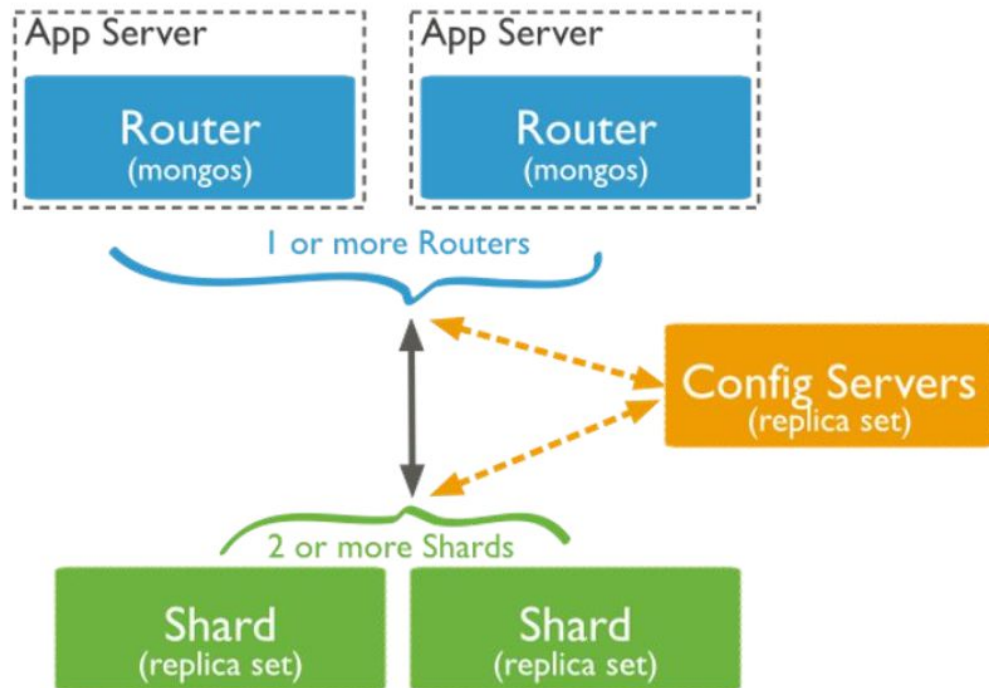 App Server
App Server
Router
(mongos)
Router
(mongos)
1 or more Routers
Config Servers
(replica set)
2 or more Shards
Shard
(replica set)
Shard
(replica set)